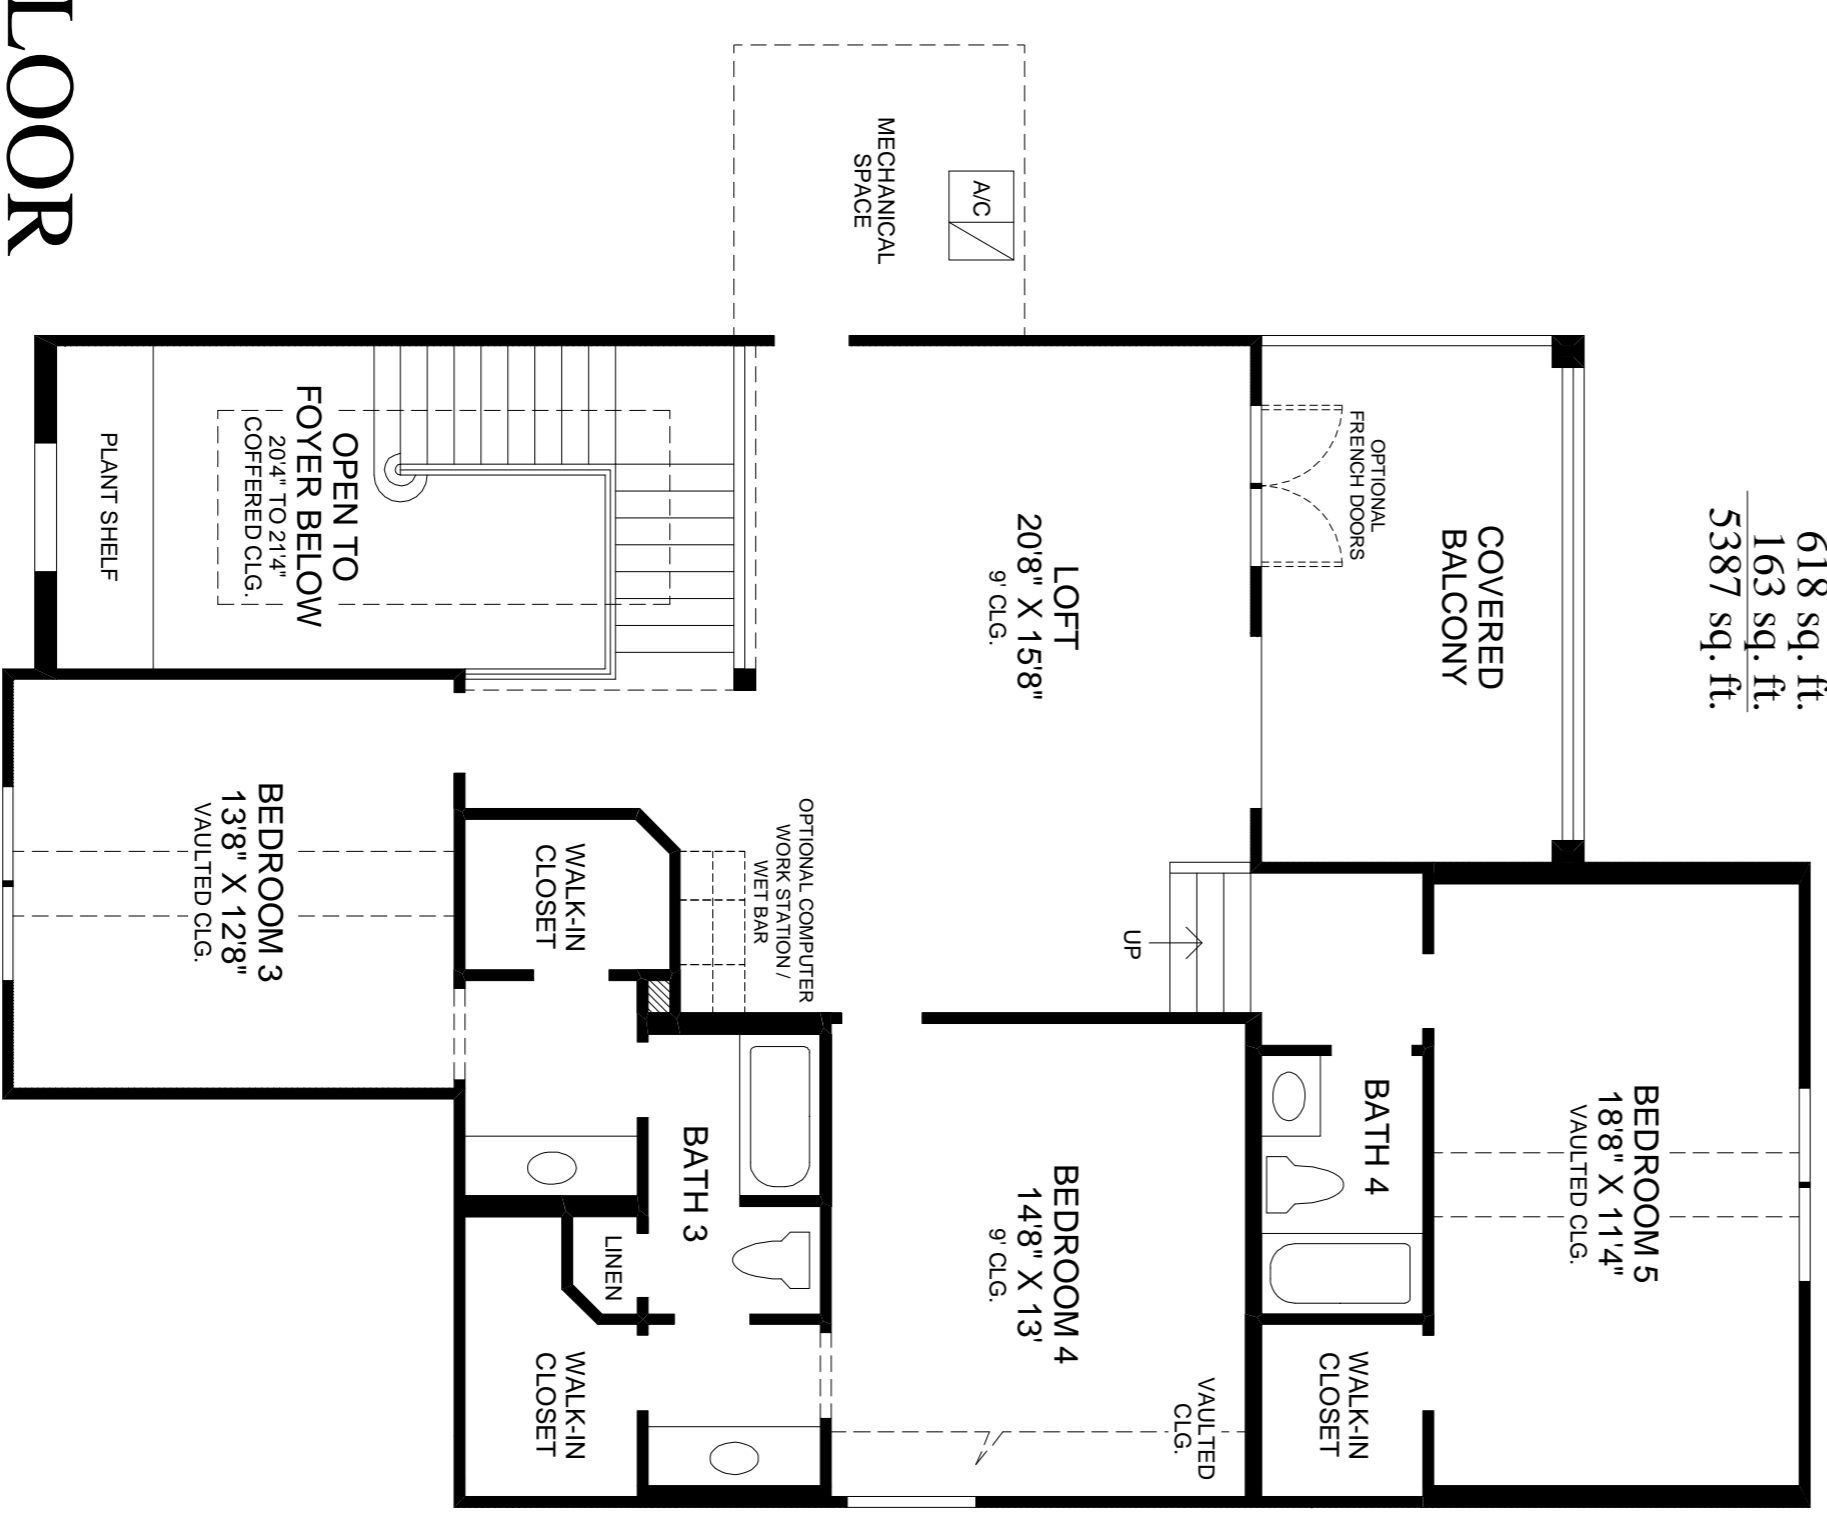 618 sq. ft.
163 sq. ft.
5387 sq. ft.
COVERED
BALCONY
OPTIONAL
FRENCH DOORS
BEDROOM 5
18'8" X 11'4"
VAULTED CLG.
BATH 4
WALK-IN
CLOSET
UP
VAULTED
CLG.
A/C
MECHANICAL
SPACE
LOFT
20'8" X 15'8"
9' CLG.
BEDROOM 4
14'8" X 13'
9' CLG.
OPTIONAL COMPUTER
WORK STATION /
WET BAR
BATH 3
LINEN
WALK-IN
CLOSET
WALK-IN
CLOSET
OPEN TO
FOYER BELOW
20'4" TO 21'4"
COFFERED CLG.
BEDROOM 3
13'8" X 12'8"
VAULTED CLG.
PLANT SHELF
LOOR